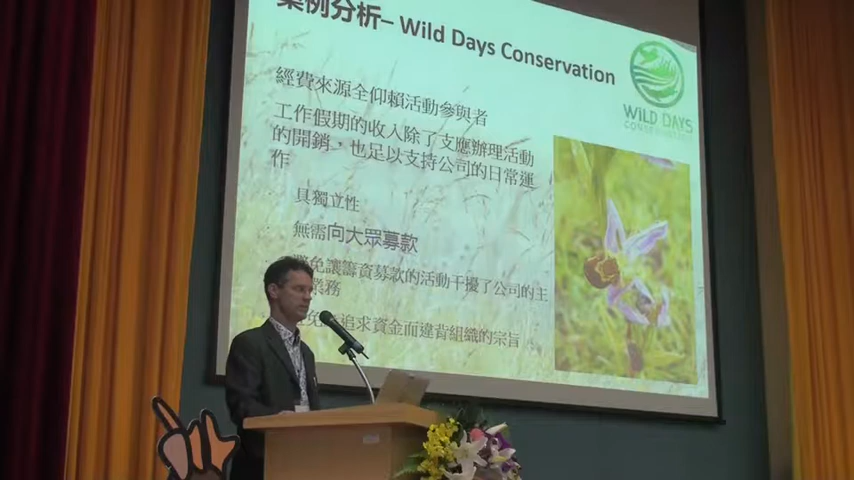 案例分析– Wild Days Conservation
WiLD DAYS
CONSERVATION
經費來源全仰賴活動參與者
工作假期的收入除了支應辦理活動
的開銷，也足以支持公司的日常運
作
具獨立性
無需向大眾募款
避免讓籌資募款的活動干擾了公司的主
業務
追求資金而違背組織的宗旨